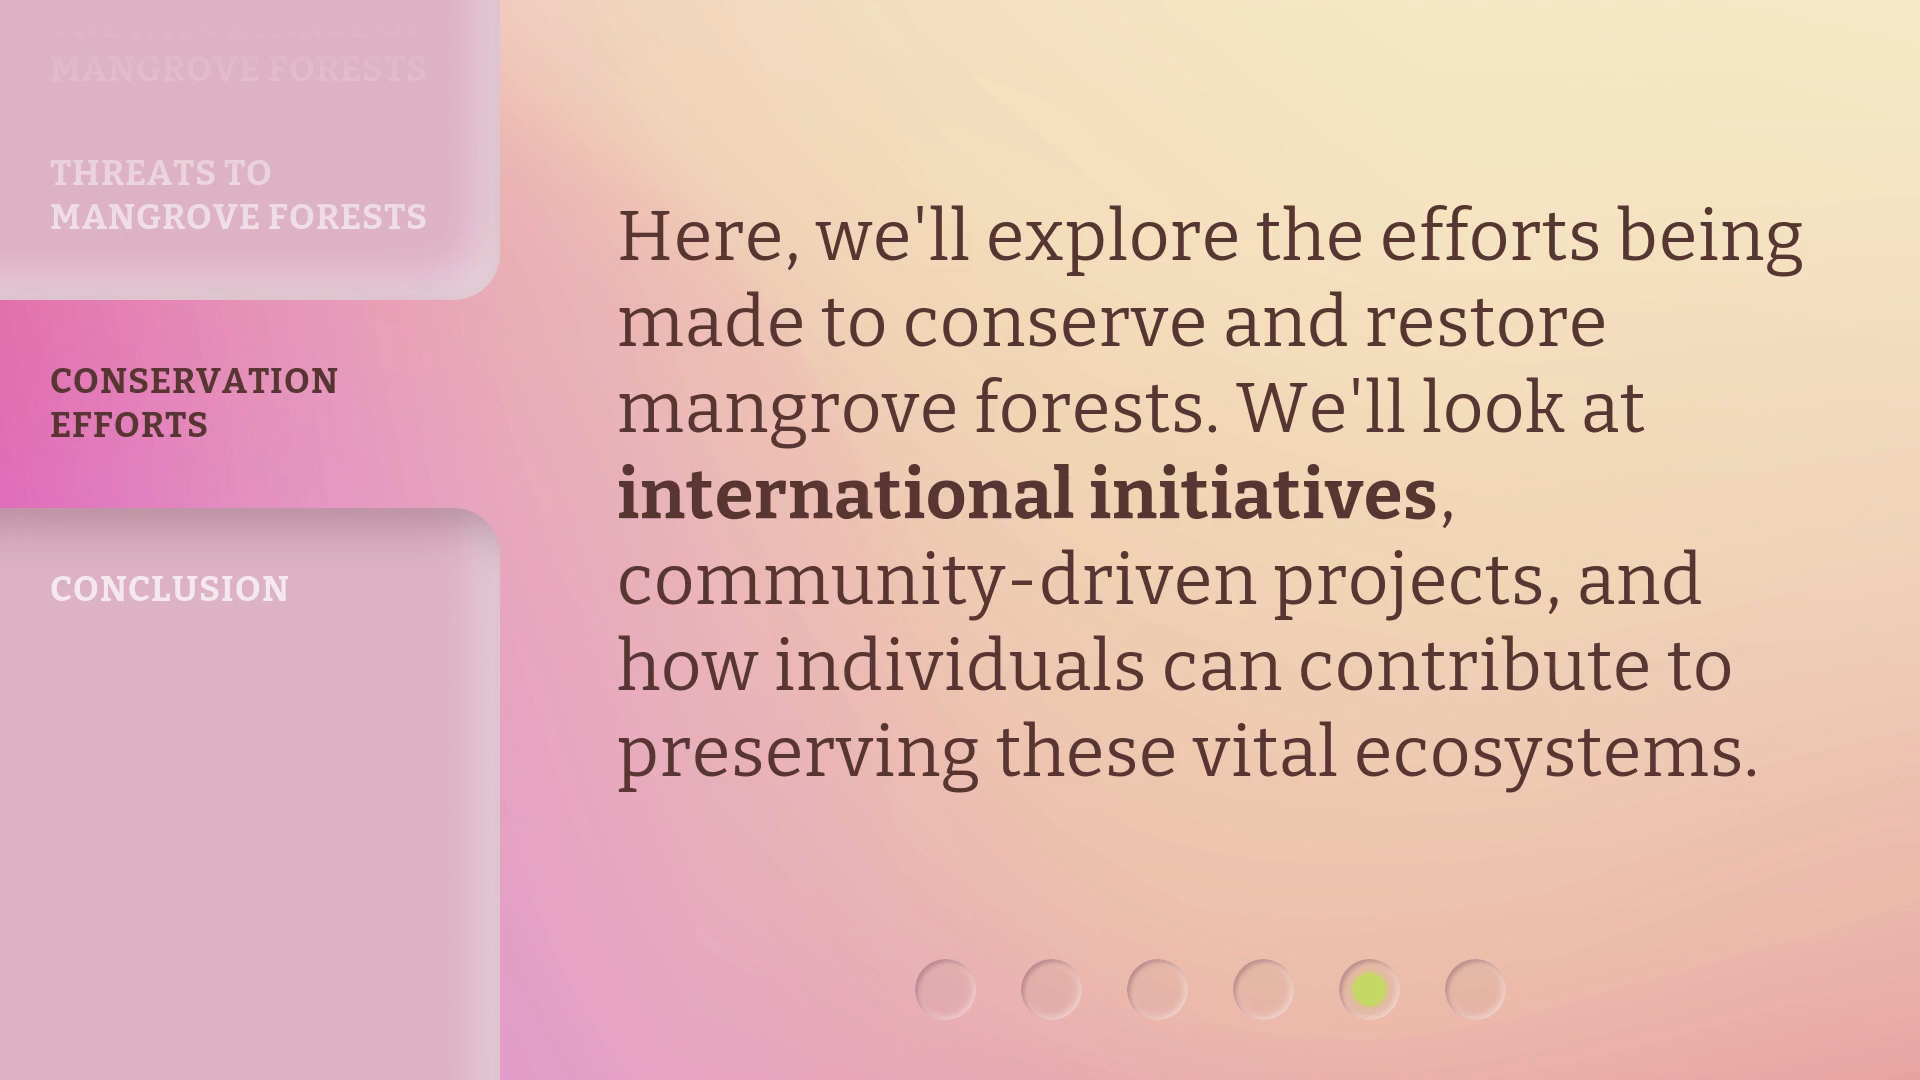 MANGROVE FORESTS
THREATS TO
MANGROVE FORESTS
CONSERVATION
EFFORTS
CONCLUSION
Here, we'll explore the efforts being
made to conserve and restore
mangrove forests. We'll look at
international initiatives,
community-driven projects, and
how individuals can contribute to
preserving these vital ecosystems.